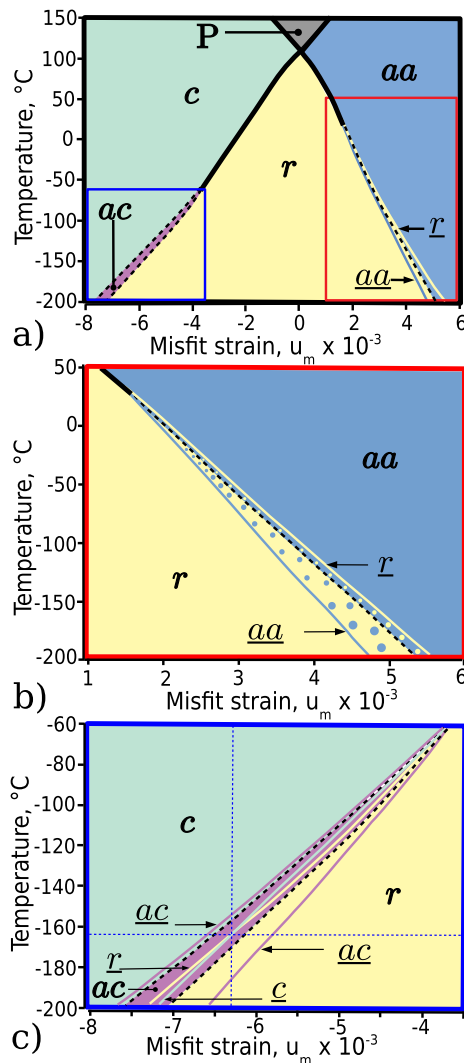 150
100
50
0
-50
-100
-150
-200
Temperature, °C
P
c
aa
r
ac
r
aa
-8 -6 -4 -2 0 2 4 6
Misfit strain, u_m x 10^-3
a)
50
0
-50
-100
-150
-200
Temperature, °C
aa
r
r
aa
1 2 3 4 5 6
Misfit strain, u_m x 10^-3
b)
-60
-80
-100
-120
-140
-160
-180
-200
Temperature, °C
c
r
ac
r
ac
ac
c
-8 -7 -6 -5 -4
Misfit strain, u_m x 10^-3
c)